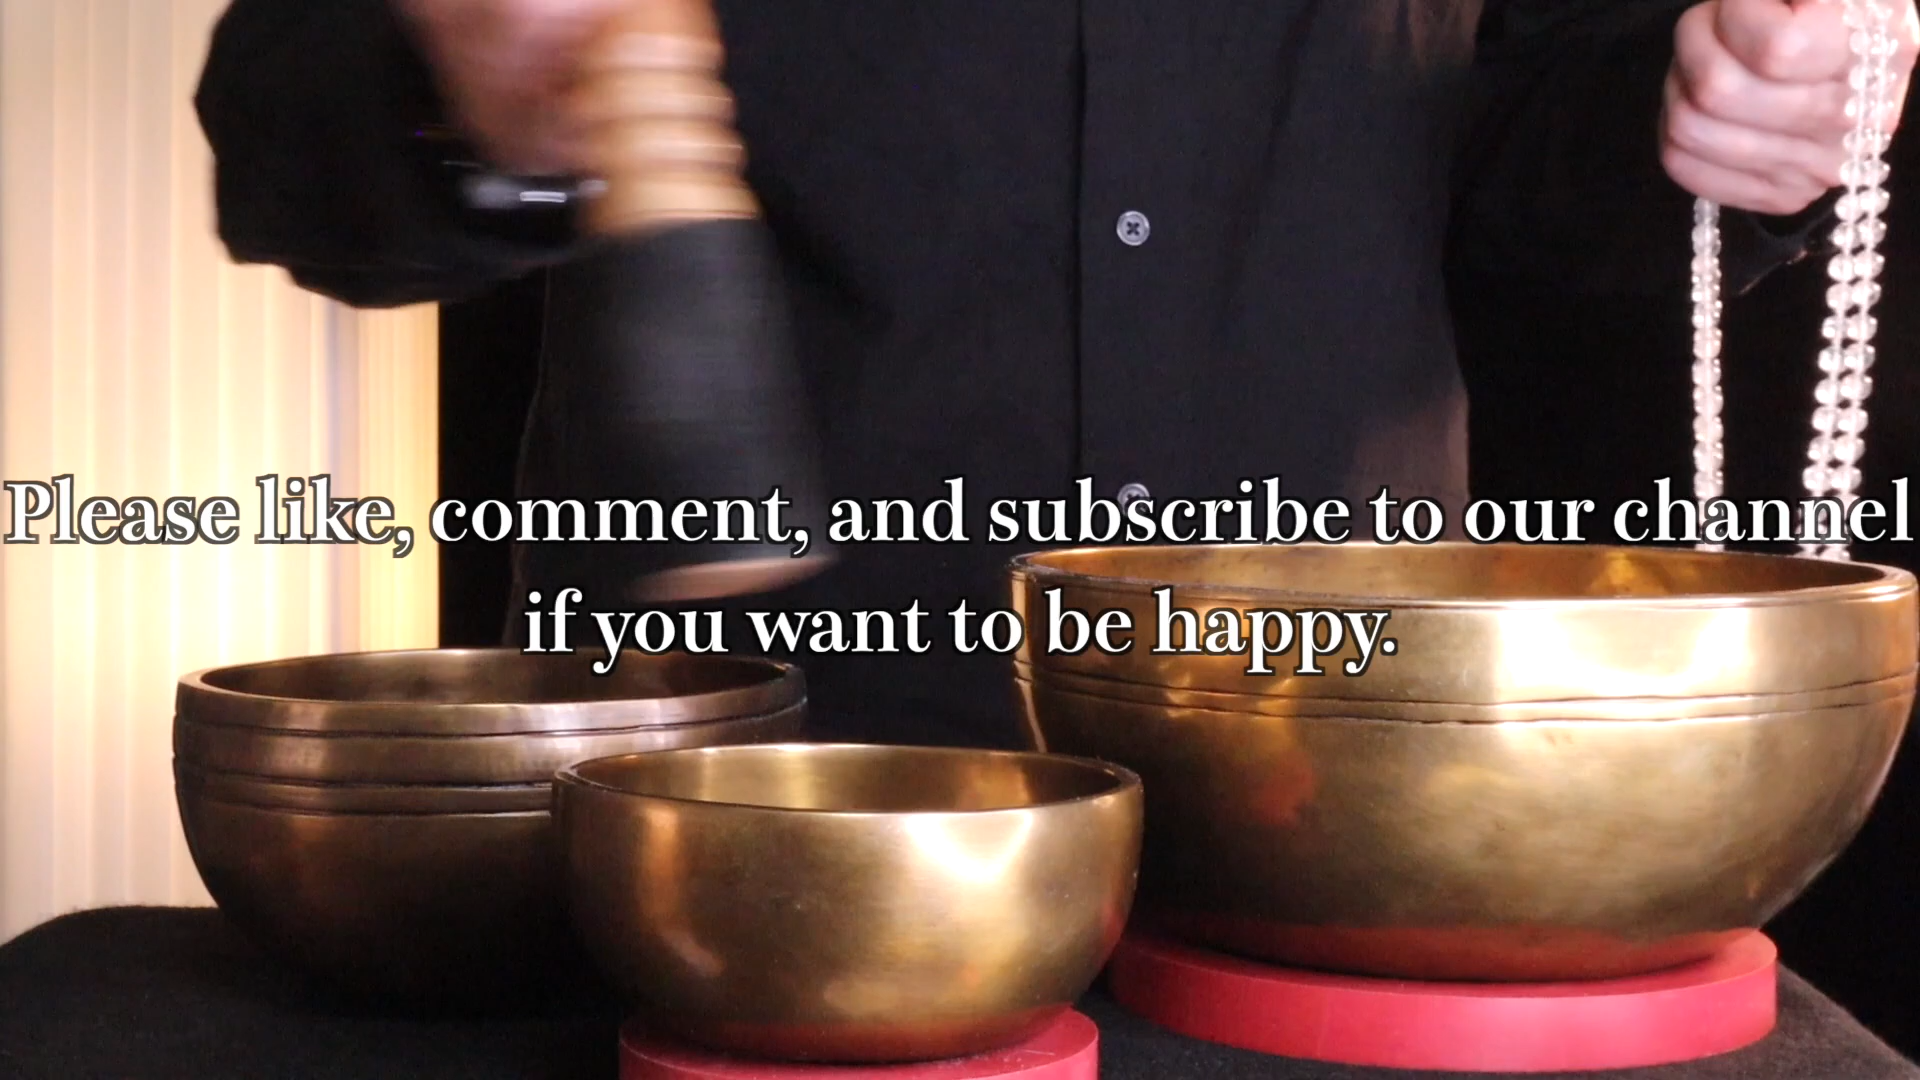 Please like, comment, and subscribe to our channel
if you want to be happy.